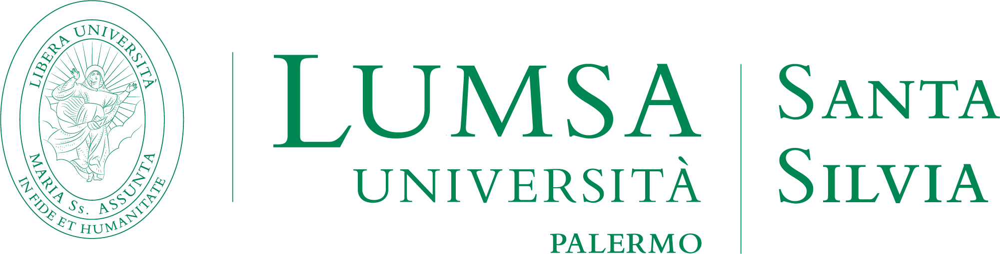 LIBERA UNIVERSITÀ
MARIA Ss. ASSUNTA
IN FIDE ET HUMANITATE
LUMSA
UNIVERSITÀ
PALERMO
SANTA
SILVIA